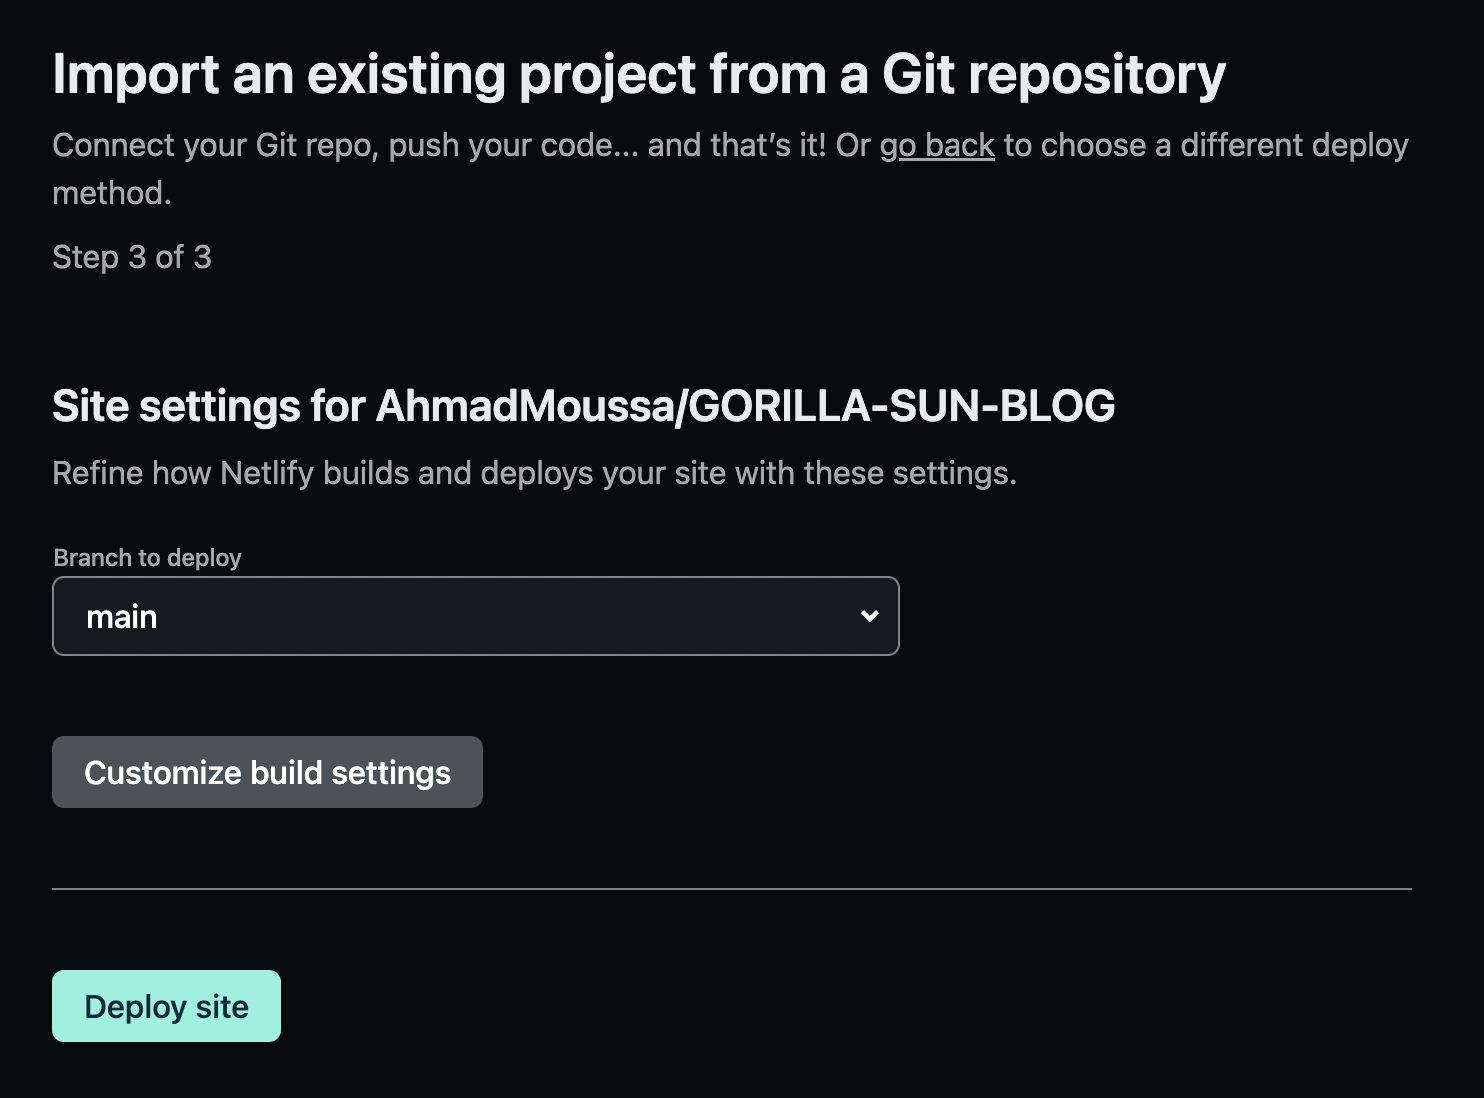 Import an existing project from a Git repository
Connect your Git repo, push your code... and that’s it! Or go back to choose a different deploy
method.
Step 3 of 3
Site settings for AhmadMoussa/GORILLA-SUN-BLOG
Refine how Netlify builds and deploys your site with these settings.
Branch to deploy
main
Customize build settings
Deploy site